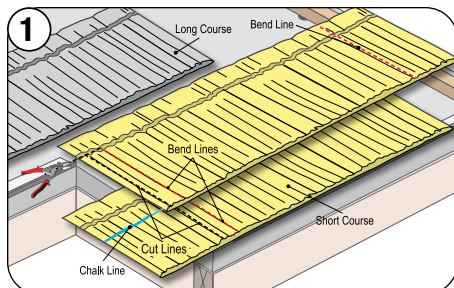 1
Bend Line
Long Course
Bend Lines
Short Course
Cut Lines
Chalk Line